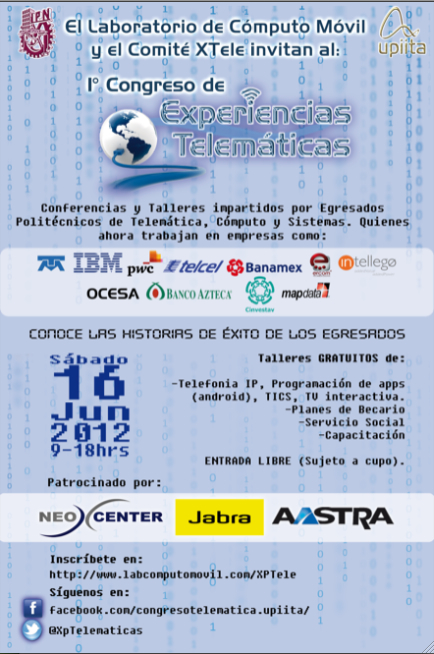 IPN
El Laboratorio de Cómputo Móvil
y el Comité XTele invitan al:
upiita
1° Congreso de
Experiencias
Telemáticas
Conferencias y Talleres impartidos por Egresados
Politécnicos de Telemática, Cómputo y Sistemas. Quienes
ahora trabajan en empresas como:
IBM pwc telcel Banamex intellego
OCESA BANCO AZTECA Cinvestav mapdata
CONOCE LAS HISTORIAS DE ÉXITO DE LOS EGRESADOS
Sábado
16
Jun
2012
9-18hrs
Talleres GRATUITOS de:
-Telefonia IP, Programación de apps
(android), TICS, TV interactiva.
-Planes de Becario
-Servicio Social
-Capacitación
ENTRADA LIBRE (Sujeto a cupo).
Patrocinado por:
NEO CENTER Jabra AASTRA
Inscríbete en:
http://www.labcomputomovil.com/XPTele
Síguenos en:
facebook.com/congresotelematica.upiita/
@XpTelematicas